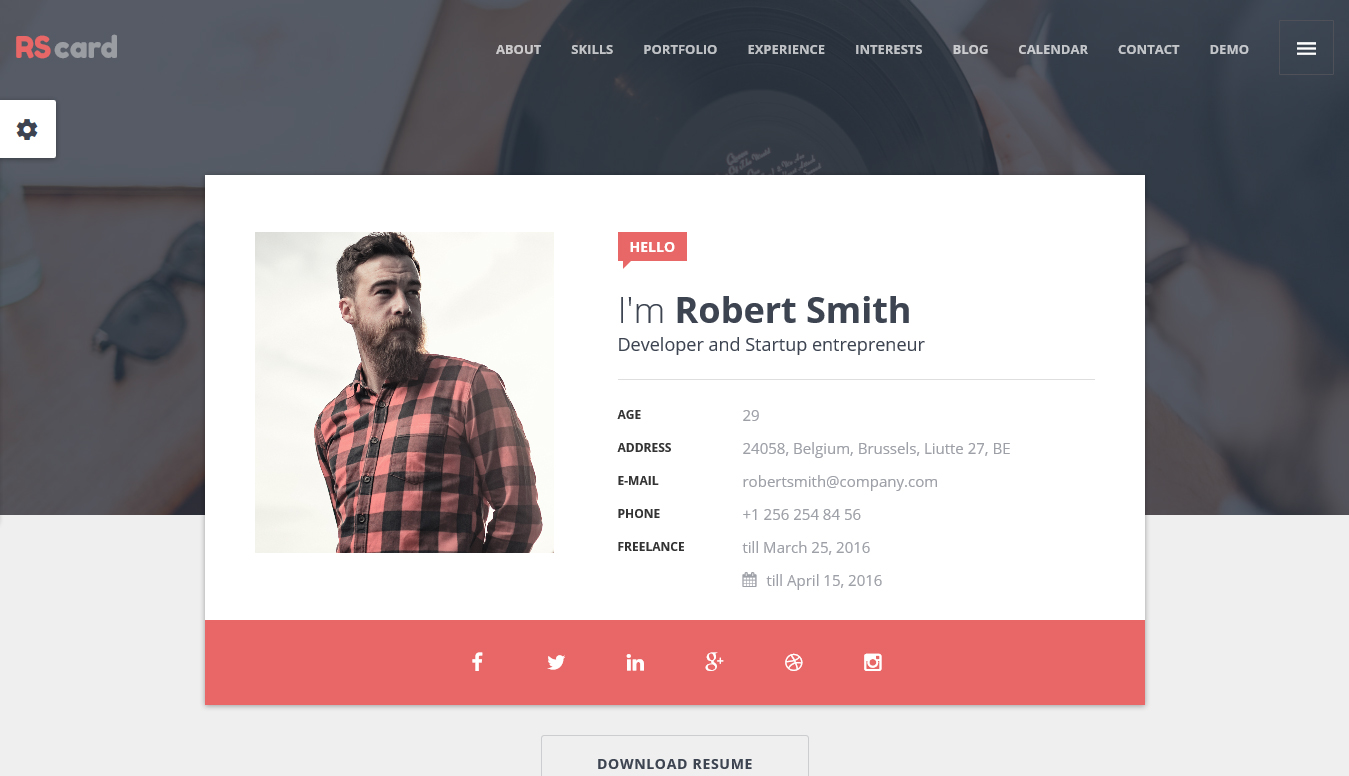 RScard
ABOUT SKILLS PORTFOLIO EXPERIENCE INTERESTS BLOG CALENDAR CONTACT DEMO
HELLO
I'm Robert Smith
Developer and Startup entrepreneur
AGE 29
ADDRESS 24058, Belgium, Brussels, Liutte 27, BE
E-MAIL robertsmith@company.com
PHONE +1 256 254 84 56
FREELANCE till March 25, 2016
till April 15, 2016
DOWNLOAD RESUME